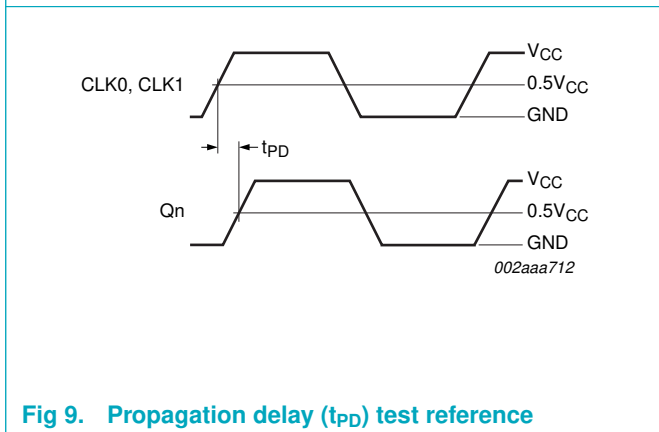 VCC
CLK0, CLK1
0.5VCC
GND
tPD
VCC
Qn
0.5VCC
GND
002aaa712
Fig 9. Propagation delay (tPD) test reference